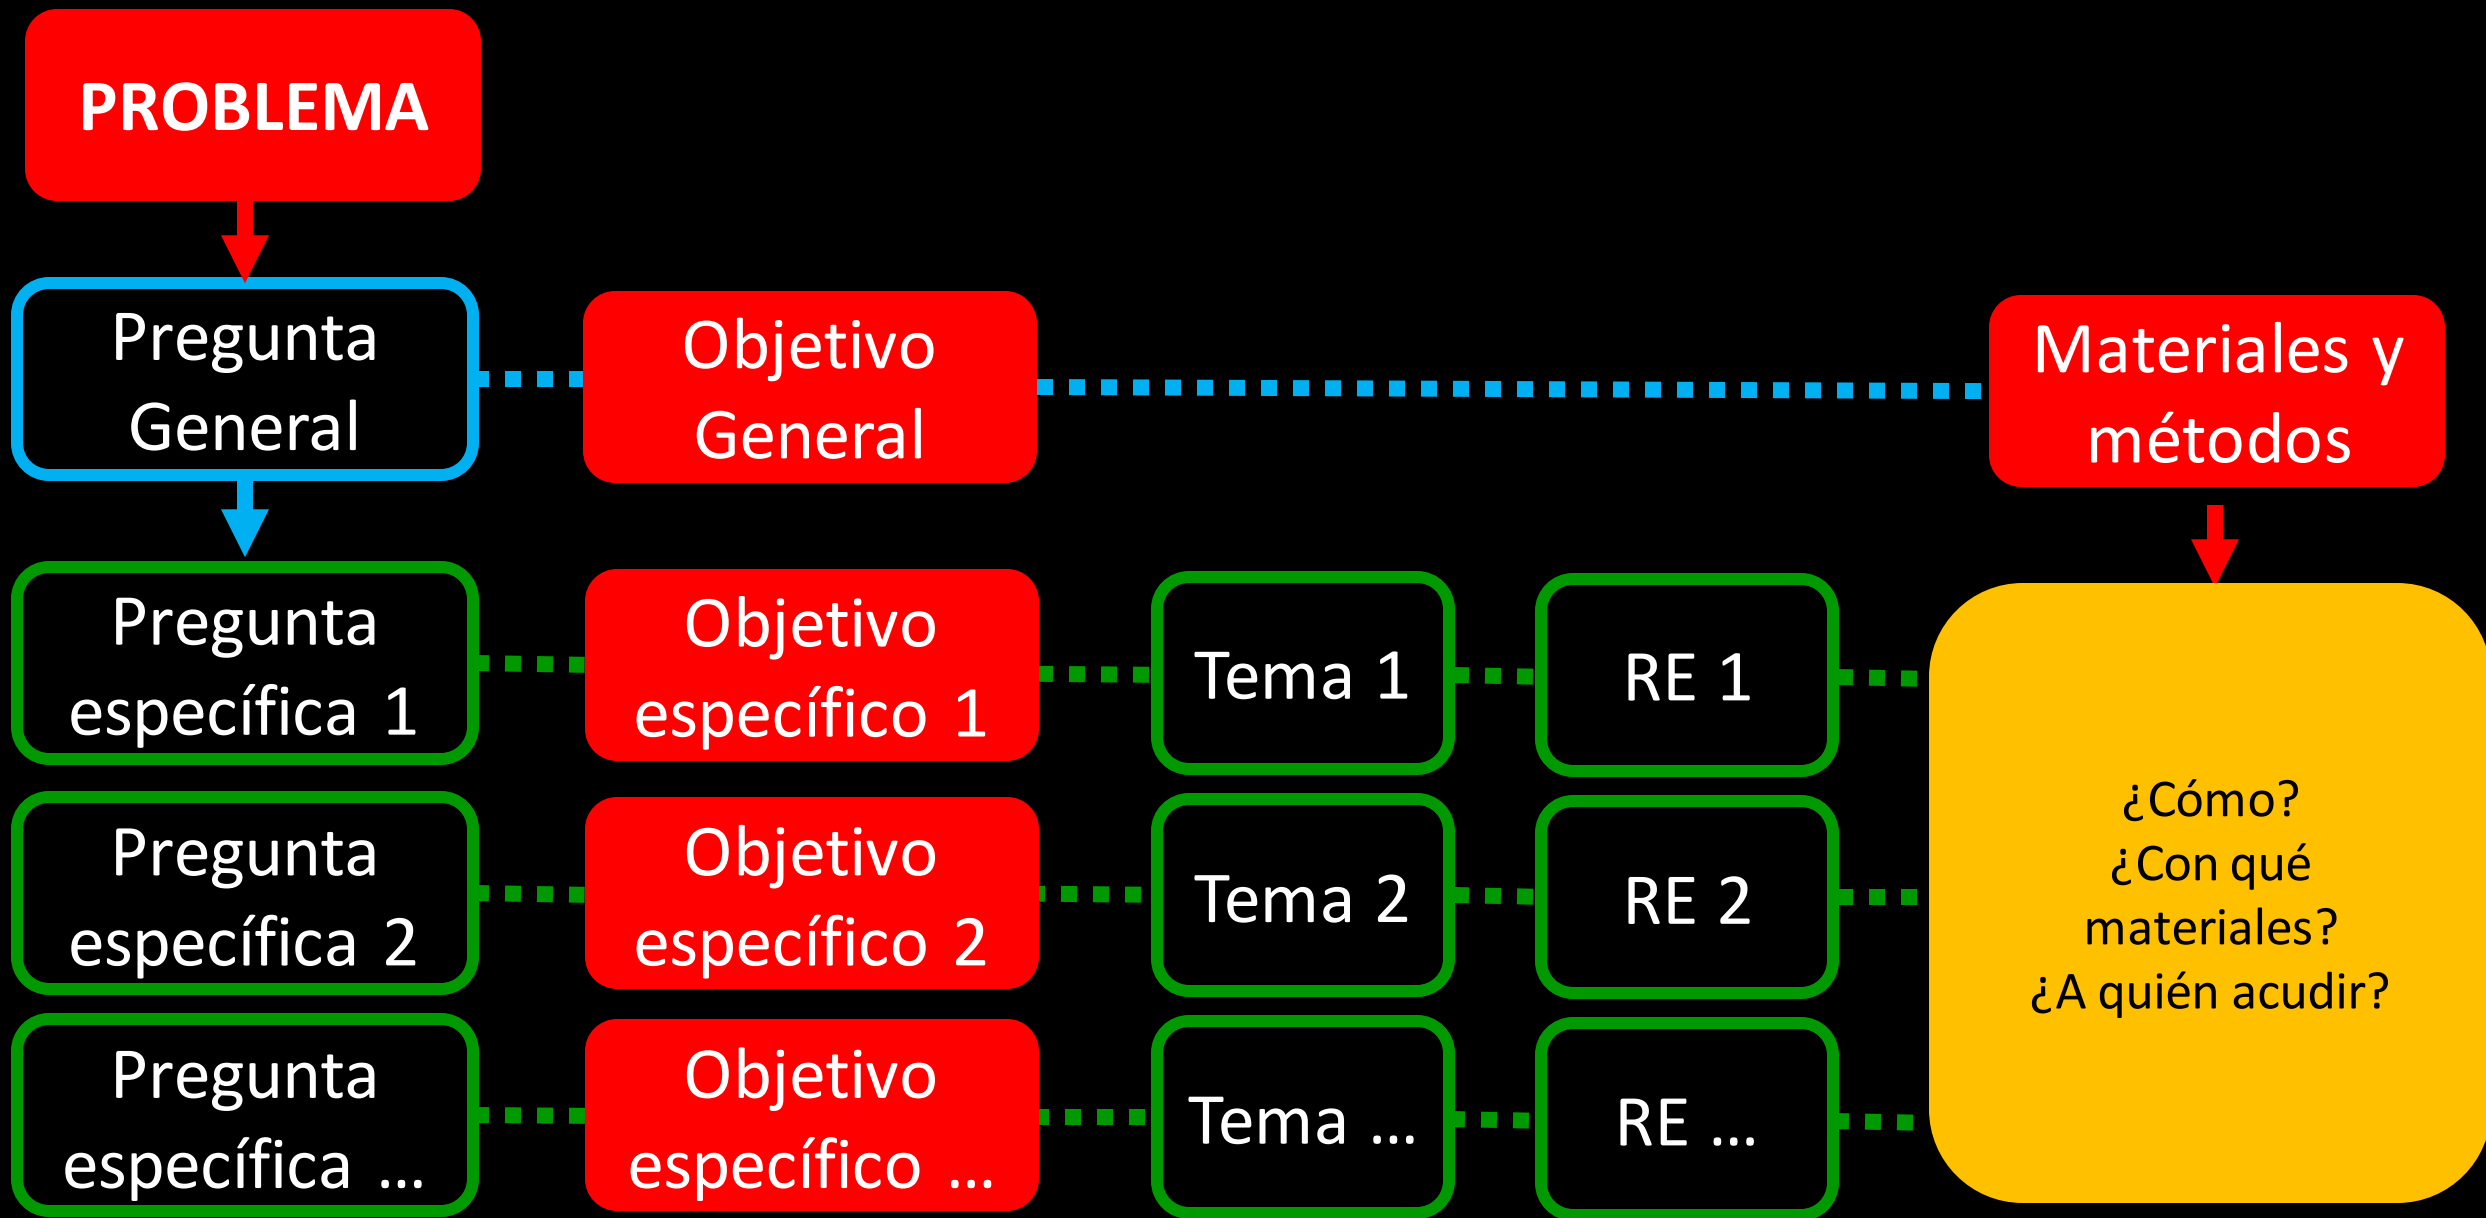 PROBLEMA
Pregunta
General
Objetivo
General
Materiales y
métodos
Pregunta
específica 1
Objetivo
específico 1
Tema 1
RE 1
Pregunta
específica 2
Objetivo
específico 2
Tema 2
RE 2
Pregunta
específica ...
Objetivo
específico ...
Tema ...
RE ...
¿Cómo?
¿Con qué
materiales?
¿A quién acudir?